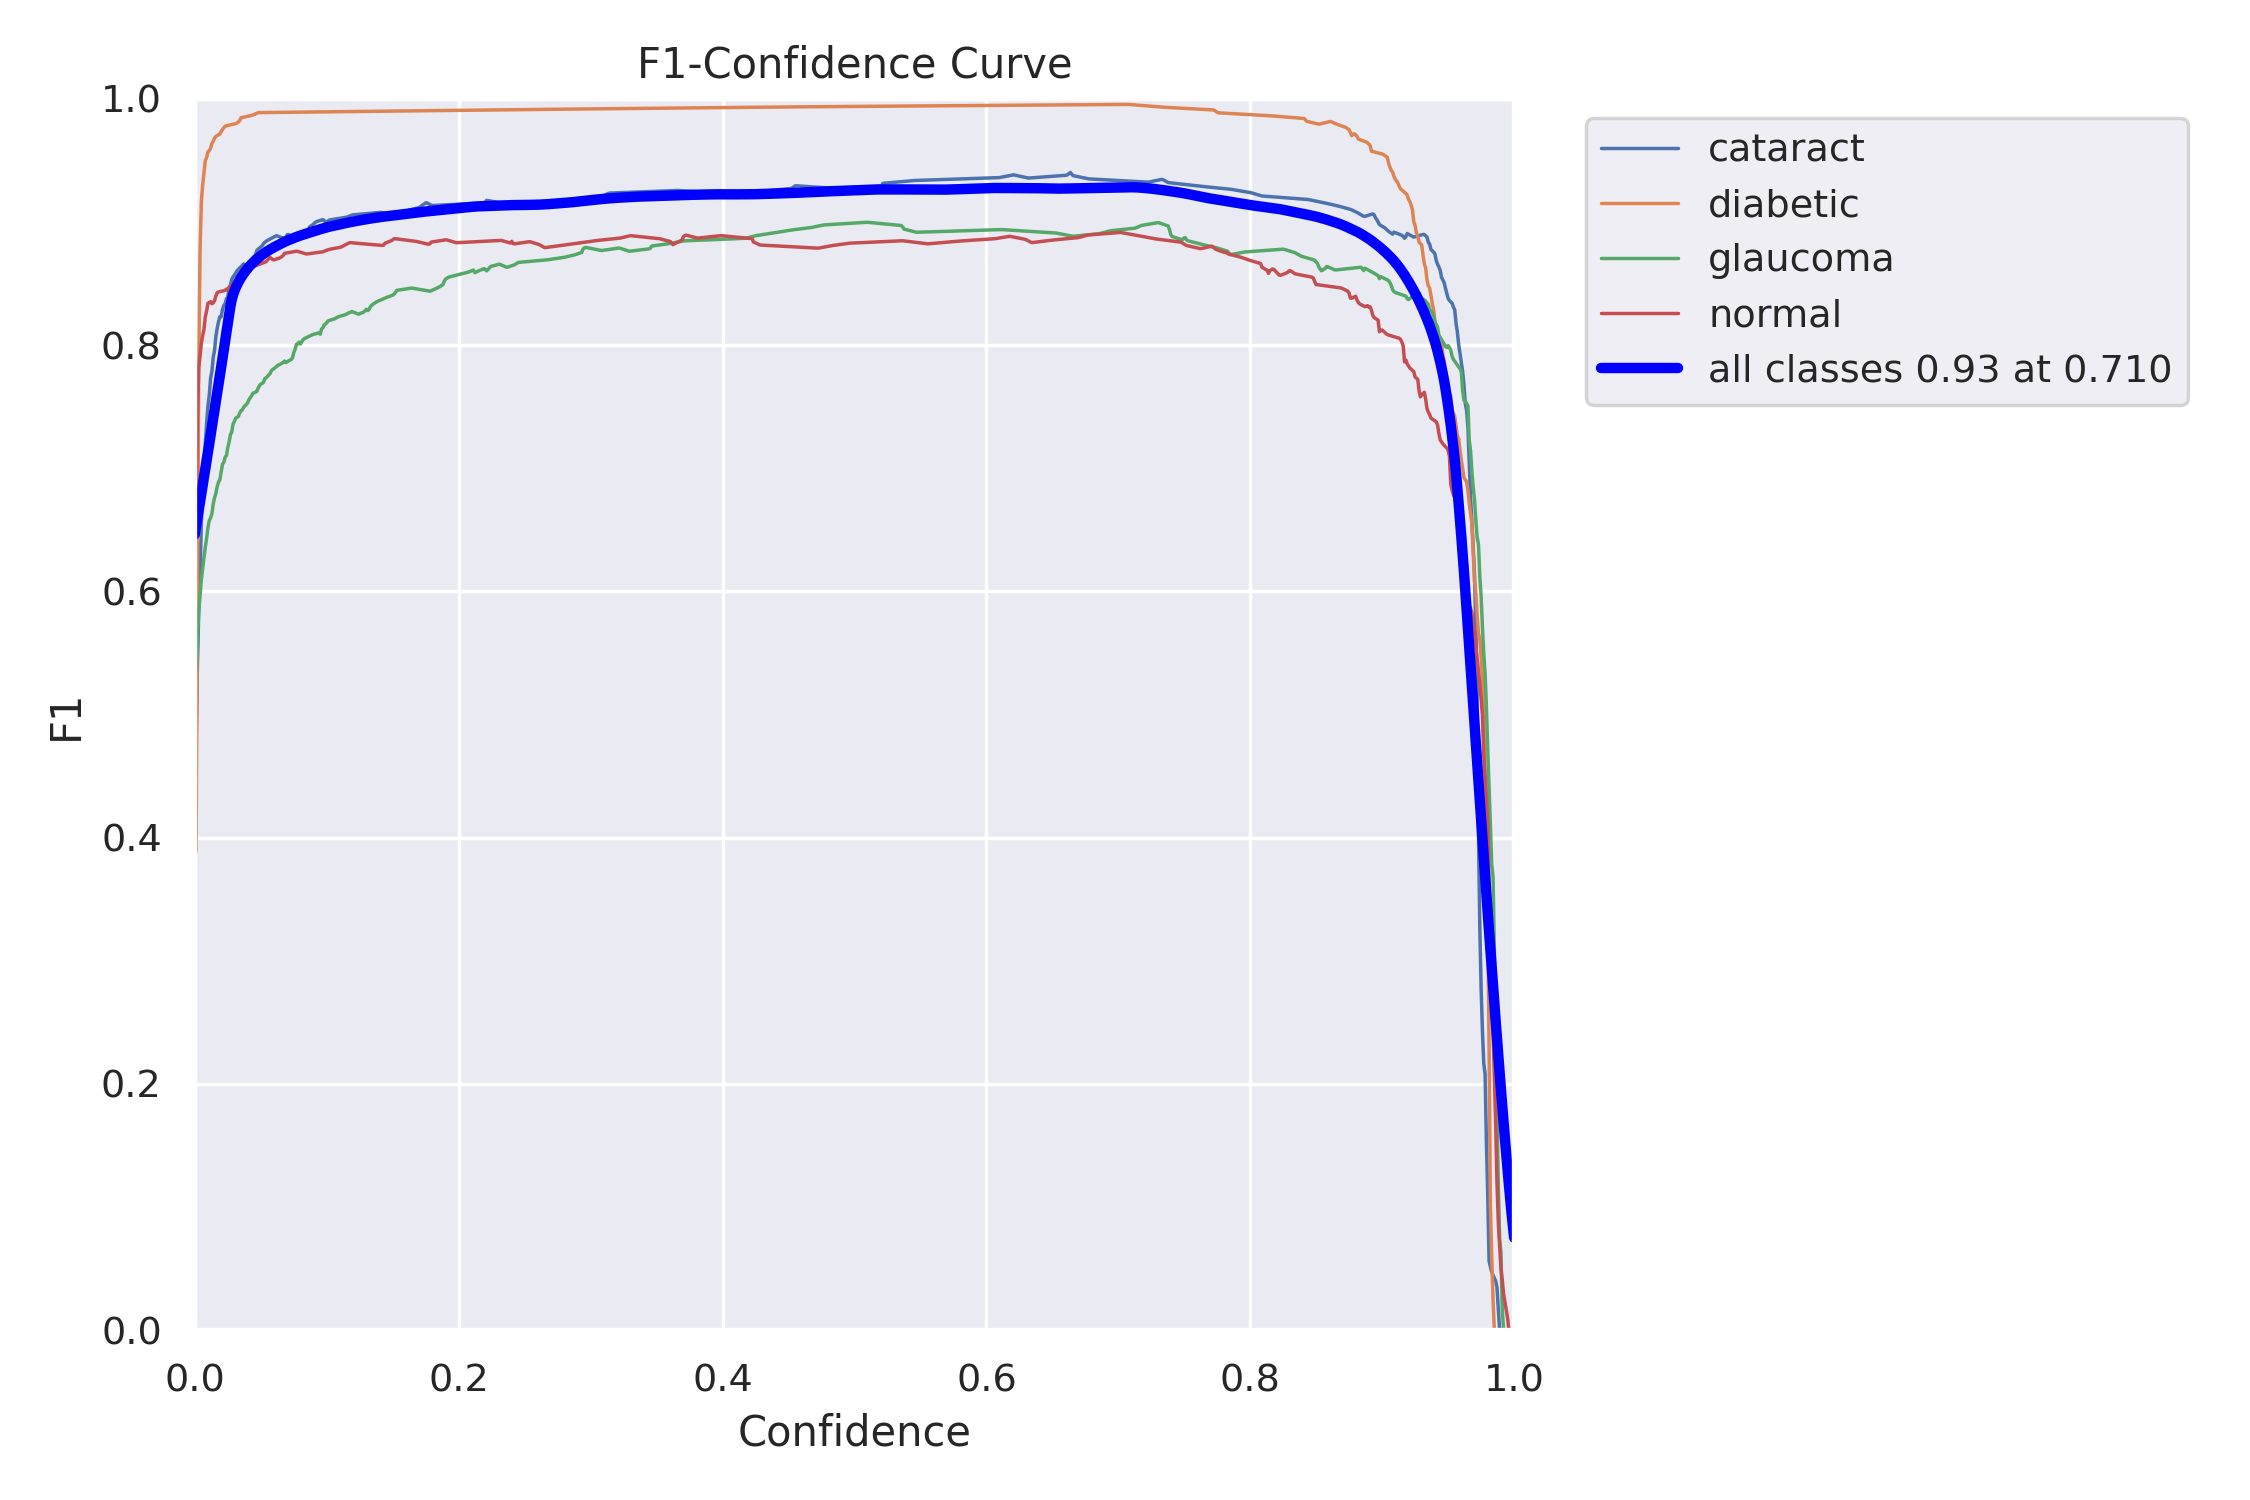 F1-Confidence Curve
1.0
0.8
0.6
0.4
0.2
0.0
F1
0.0 0.2 0.4 0.6 0.8 1.0
Confidence
cataract
diabetic
glaucoma
normal
all classes 0.93 at 0.710